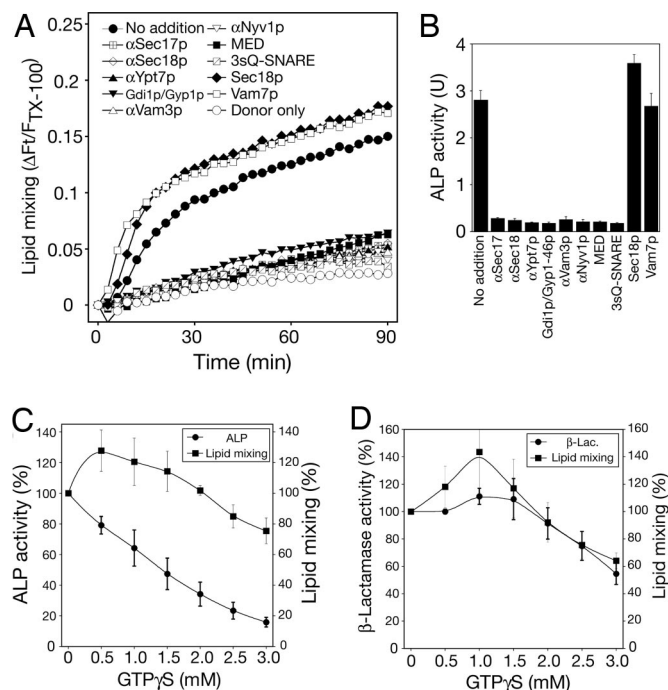 A
B
0.25
0.20
0.15
0.10
0.05
0
Lipid mixing (ΔFt/FTX-100)
No addition
αSec17p
αSec18p
αYpt7p
Gdi1p/Gyp1p
αVam3p
αNyv1p
MED
3sQ-SNARE
Sec18p
Vam7p
Donor only
0 30 60 90
Time (min)
ALP activity (U)
4
3
2
1
0
No addition
αSec17
αSec18
αYpt7p
Gdi1p/Gyp1-46p
αVam3p
αNyv1p
MED
3sQ-SNARE
Sec18p
Vam7p
C
D
ALP activity (%)
140
120
100
80
60
40
20
0
ALP
Lipid mixing
140
120
100
80
60
40
20
0
Lipid mixing (%)
0 0.5 1.0 1.5 2.0 2.5 3.0
GTPγS (mM)
β-Lactamase activity (%)
160
140
120
100
80
60
40
20
0
β-Lac.
Lipid mixing
160
140
120
100
80
60
40
20
0
Lipid mixing (%)
0 0.5 1.0 1.5 2.0 2.5 3.0
GTPγS (mM)